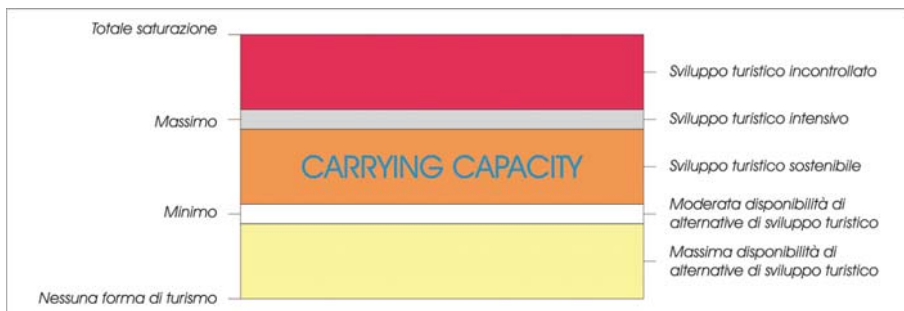 Totale saturazione
Sviluppo turistico incontrollato
Massimo
Sviluppo turistico intensivo
CARRYING CAPACITY
Sviluppo turistico sostenibile
Minimo
Moderata disponibilità di
alternative di sviluppo turistico
Massima disponibilità di
alternative di sviluppo turistico
Nessuna forma di turismo